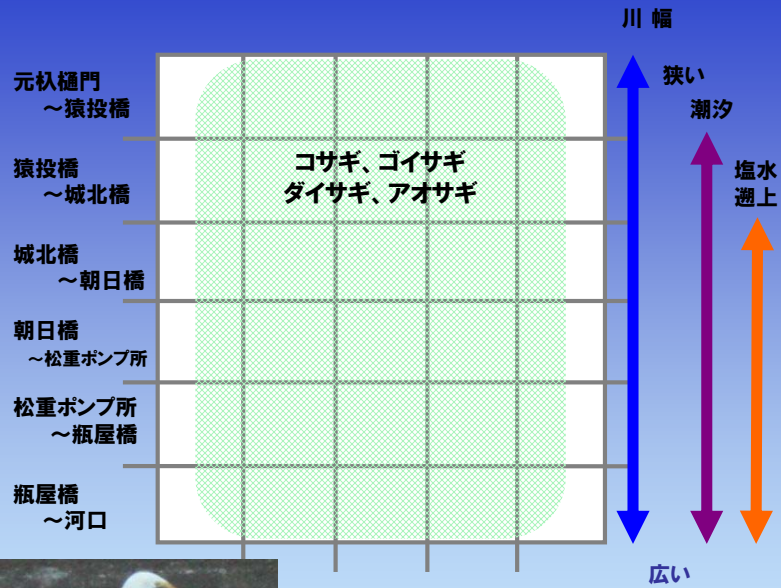 川 幅
狭い
潮汐
塩水
遡上
元杁樋門
～猿投橋
猿投橋
～城北橋
城北橋
～朝日橋
朝日橋
～松重ポンプ所
松重ポンプ所
～瓶屋橋
瓶屋橋
～河口
コサギ、ゴイサギ
ダイサギ、アオサギ
広い